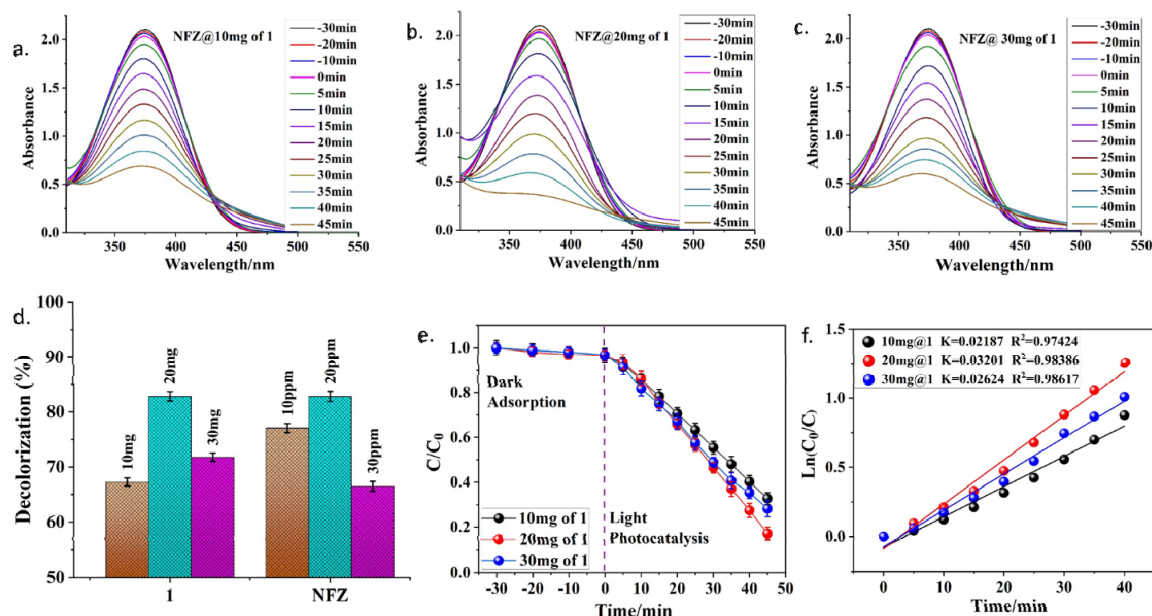 a.
NFZ@10mg of 1
-30min
-20min
-10min
0min
5min
10min
15min
20min
25min
30min
35min
40min
45min
2.0
1.5
1.0
0.5
0.0
Absorbance
350 400 450 500 550
Wavelength/nm
b.
NFZ@20mg of 1
-30min
-20min
-10min
0min
5min
10min
15min
20min
25min
30min
35min
40min
45min
2.0
1.5
1.0
0.5
0.0
Absorbance
350 400 450 500 550
Wavelength/nm
c.
NFZ@ 30mg of 1
-30min
-20min
-10min
0min
5min
10min
15min
20min
25min
30min
35min
40min
45min
2.0
1.5
1.0
0.5
0.0
Absorbance
350 400 450 500 550
Wavelength/nm
d.
100
90
80
70
60
50
Decolorization (%)
10mg
20mg
30mg
10ppm
20ppm
30ppm
1 NFZ
e.
1.0
0.8
0.6
0.4
0.2
0.0
C/C0
Dark
Adsorption
Light
Photocatalysis
10mg of 1
20mg of 1
30mg of 1
-30 -20 -10 0 5 10 15 20 25 30 35 40 45
Time/min
f.
1.5
1.0
0.5
0.0
Ln(C0/C)
10mg@1 K=0.02187 R²=0.97424
20mg@1 K=0.03201 R²=0.98386
30mg@1 K=0.02624 R²=0.98617
0 10 20 30 40
Time/min